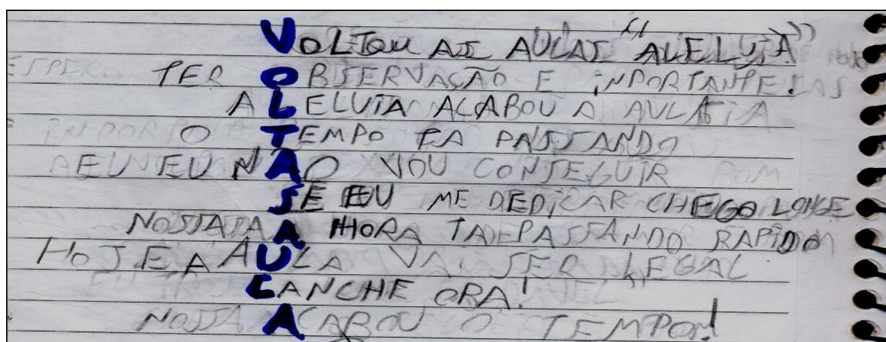 VOLTOU AS AULAS "ALELUIA"
TER OBSERVAÇÃO E iNPORTANTE.
ALELUIA ACABOU A AULA
O TEMPO TA PASSANDO
EU NÃO VOU CONSEGUIR
SE EU ME DEDiCAR CHEGO LONGE
NOSSA A HORA TA PASSANDO RAPIDO
HOJE A AULA VAi SER LEGAL
LANCHE ORA!
NOSSA ACABOU O TEMPO!